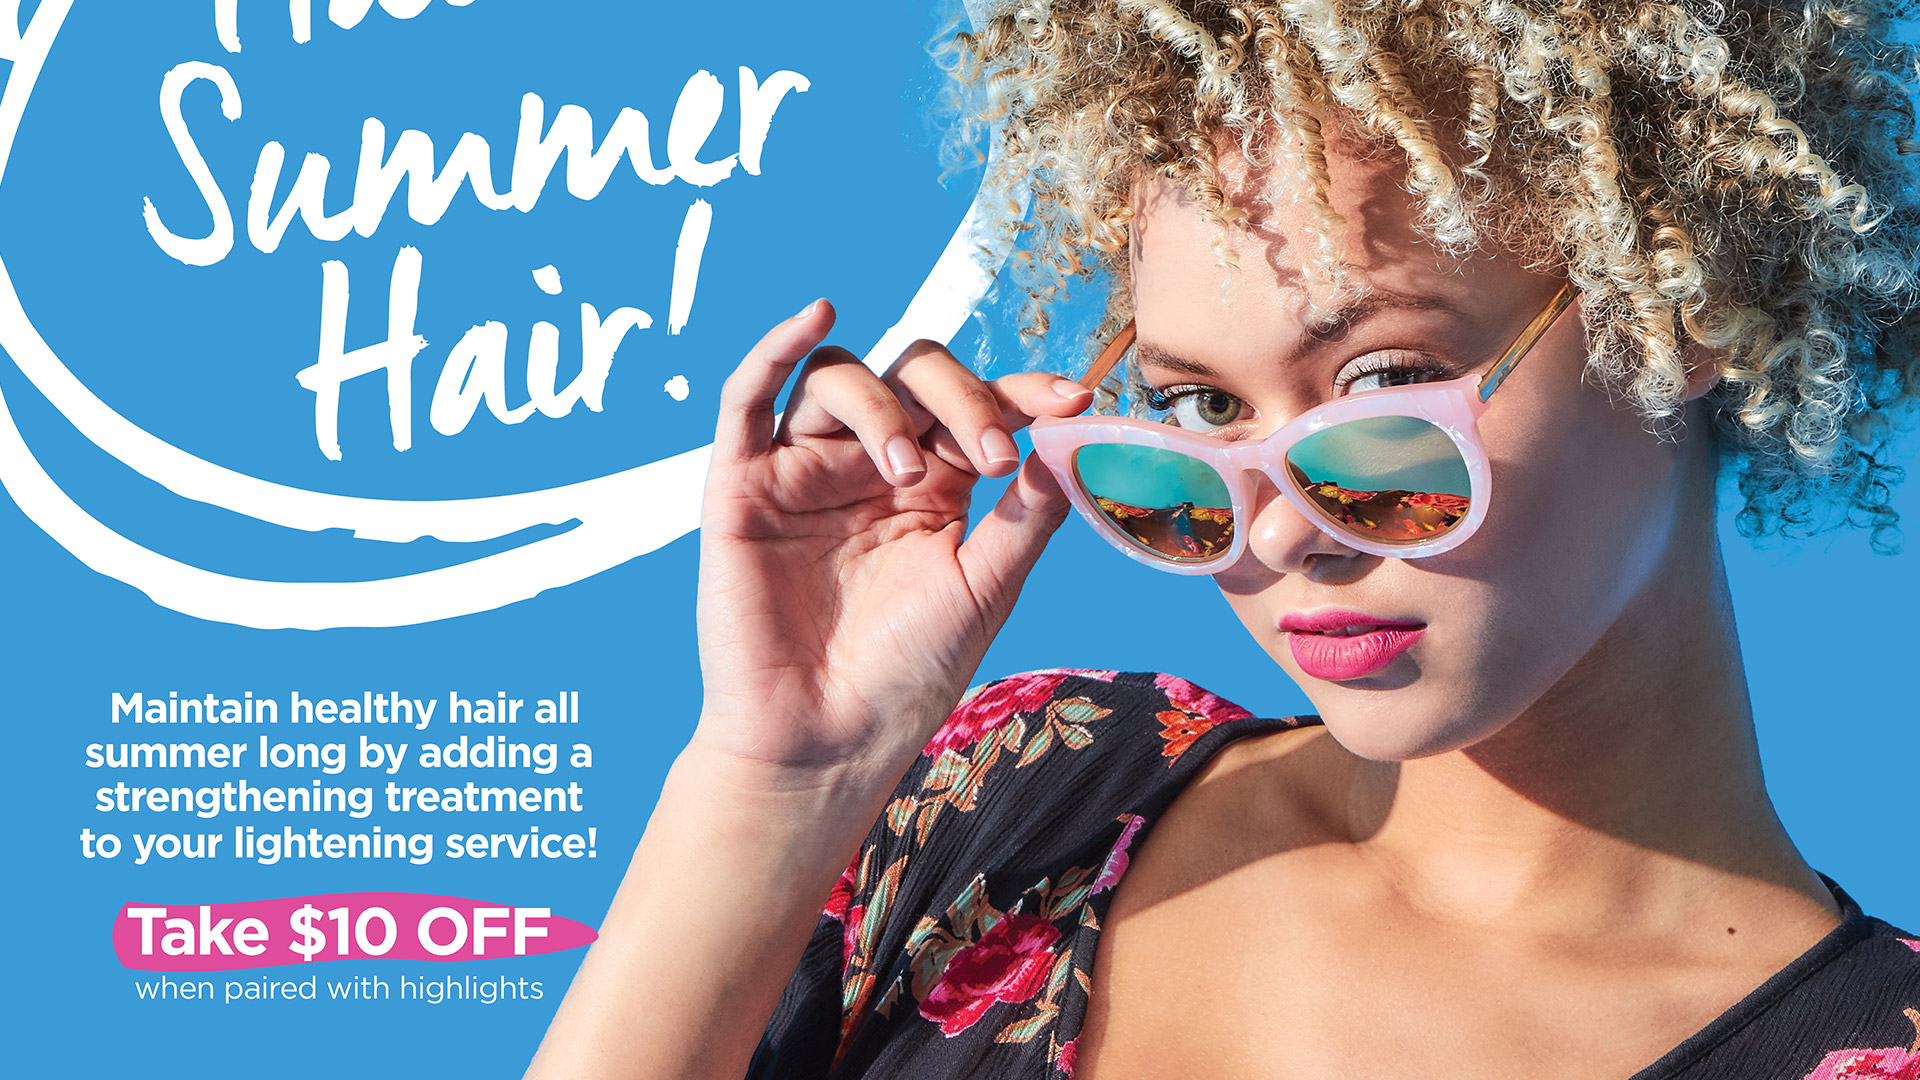 Summer
Hair!
Maintain healthy hair all
summer long by adding a
strengthening treatment
to your lightening service!
Take $10 OFF
when paired with highlights